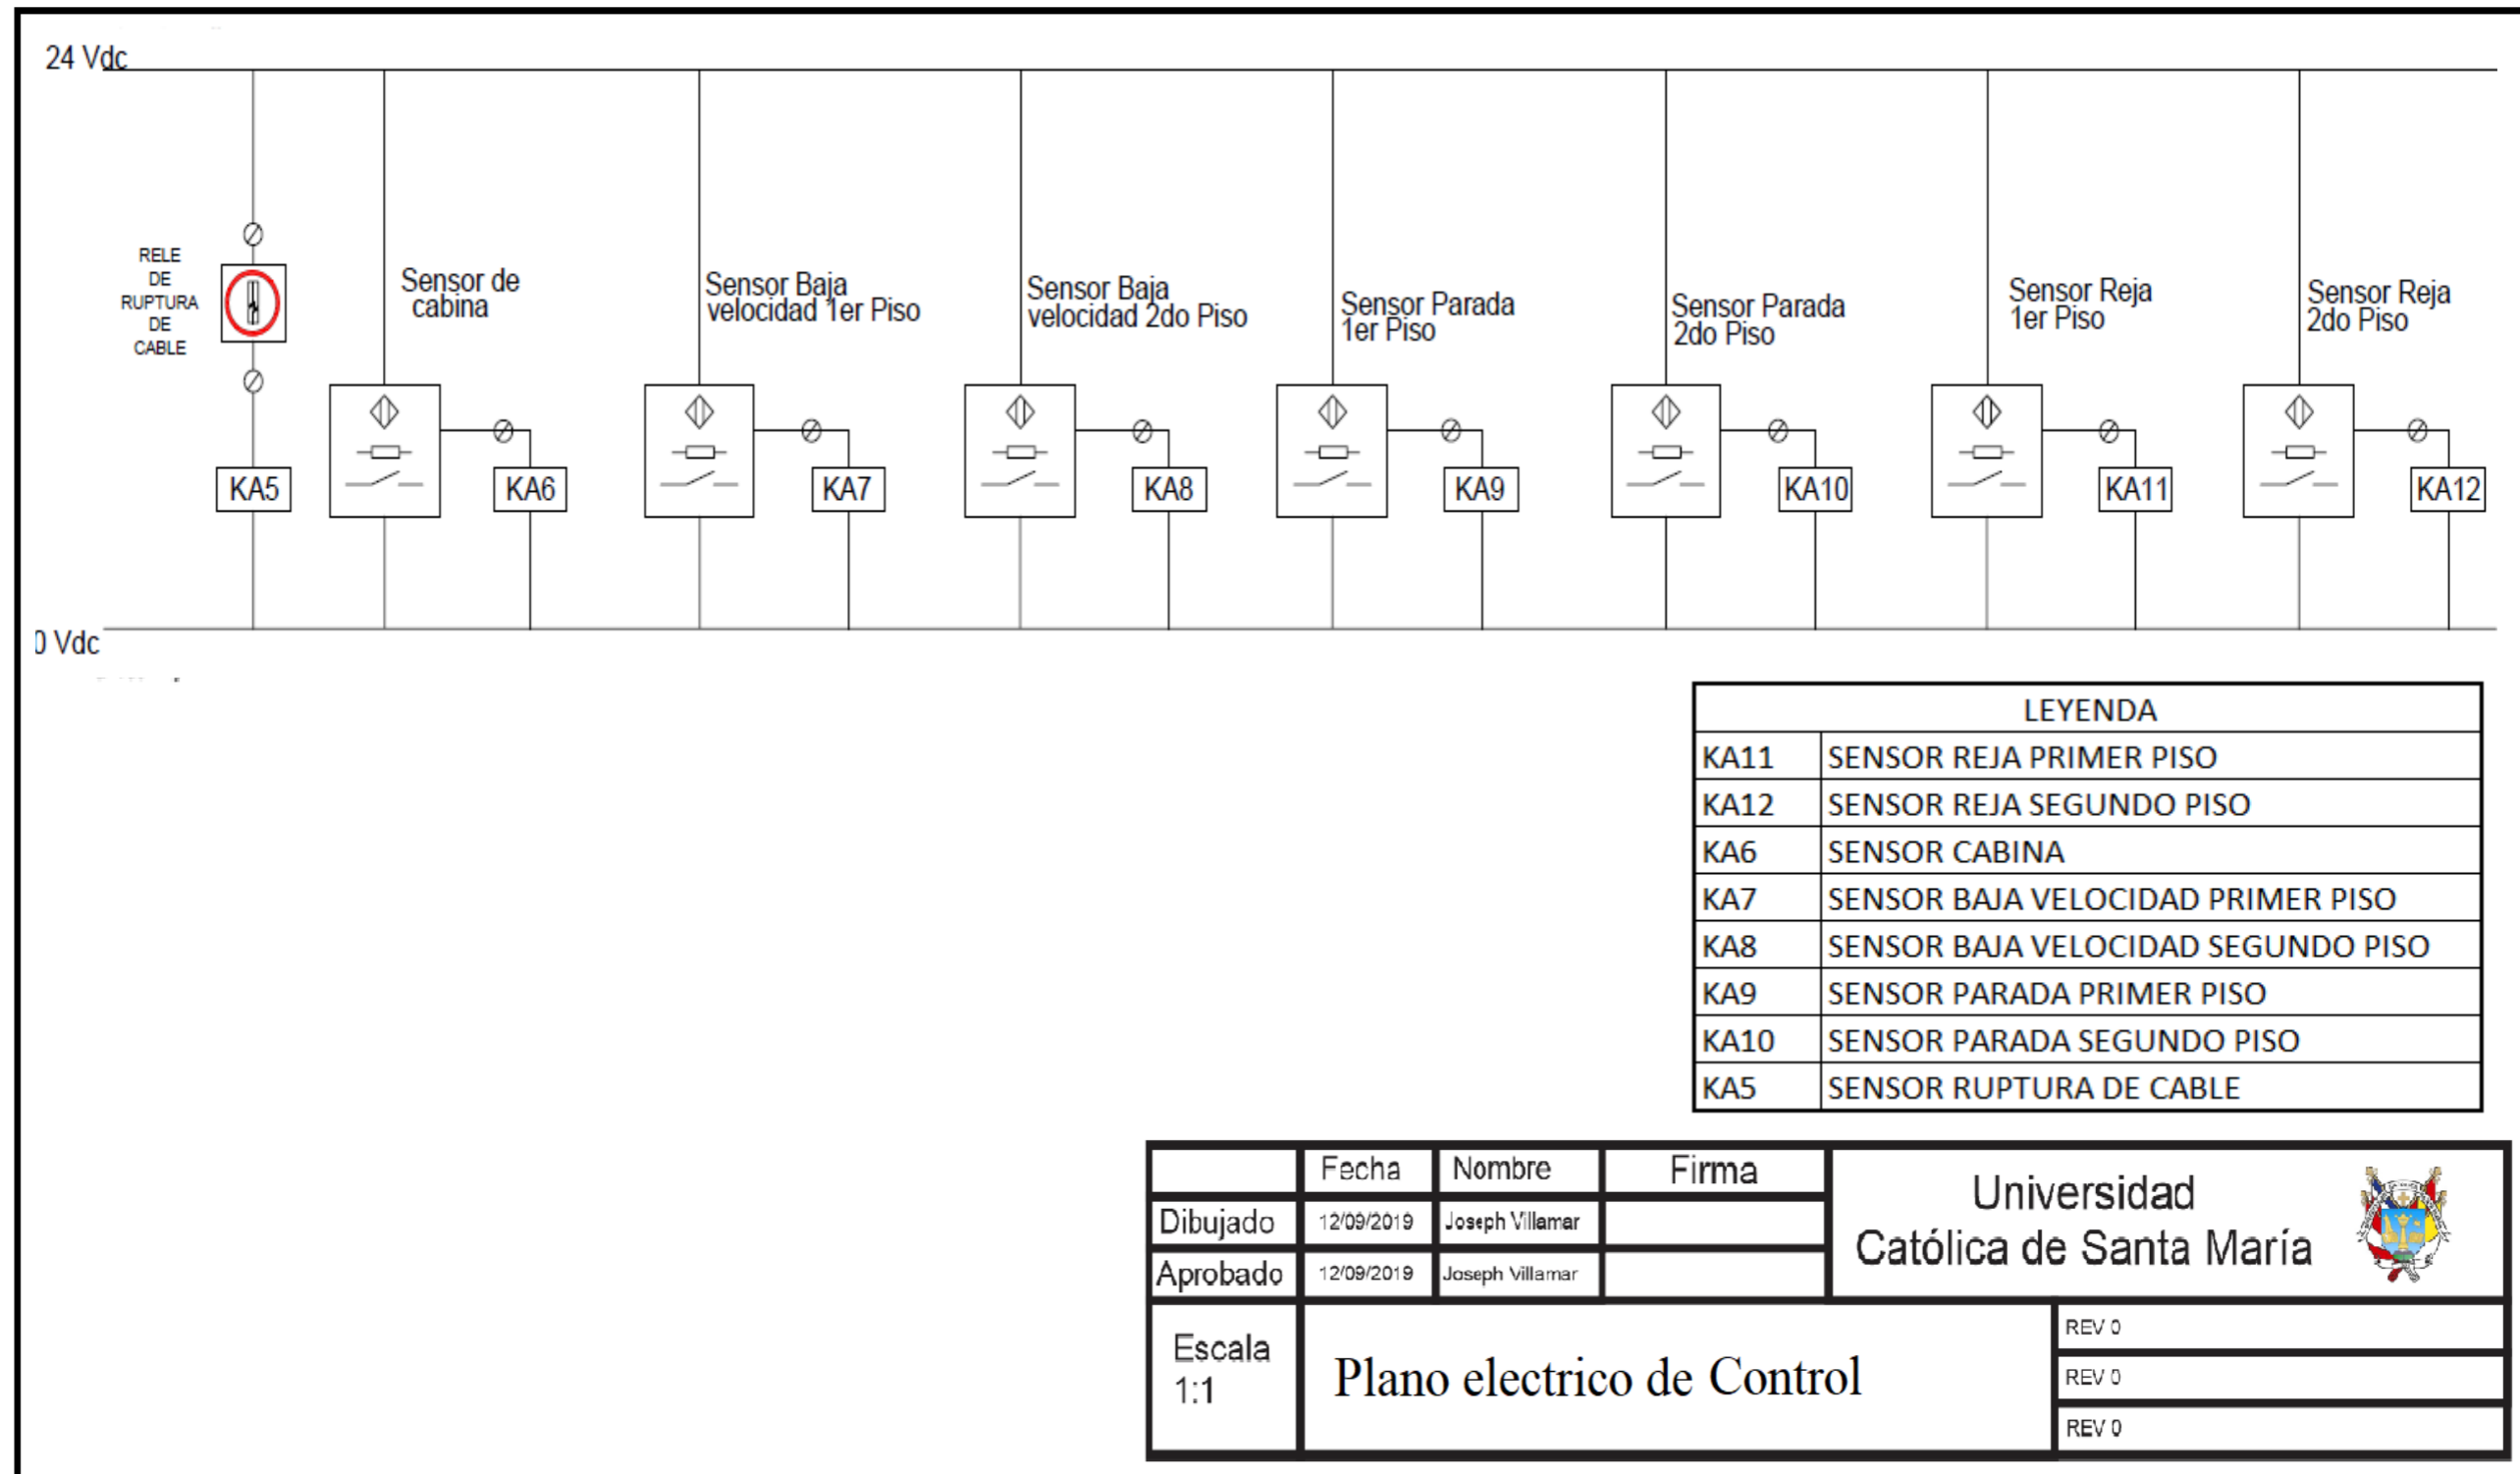 24 Vdc
RELE
DE
RUPTURA
DE
CABLE
Sensor de
cabina
Sensor Baja
velocidad 1er Piso
Sensor Baja
velocidad 2do Piso
Sensor Parada
1er Piso
Sensor Parada
2do Piso
Sensor Reja
1er Piso
Sensor Reja
2do Piso
KA5
KA6
KA7
KA8
KA9
KA10
KA11
KA12
0 Vdc
LEYENDA
KA11 SENSOR REJA PRIMER PISO
KA12 SENSOR REJA SEGUNDO PISO
KA6 SENSOR CABINA
KA7 SENSOR BAJA VELOCIDAD PRIMER PISO
KA8 SENSOR BAJA VELOCIDAD SEGUNDO PISO
KA9 SENSOR PARADA PRIMER PISO
KA10 SENSOR PARADA SEGUNDO PISO
KA5 SENSOR RUPTURA DE CABLE
Fecha Nombre Firma
Dibujado 12/09/2019 Joseph Villamar
Aprobado 12/09/2019 Joseph Villamar
Universidad
Católica de Santa María
Escala
1:1
Plano electrico de Control
REV 0
REV 0
REV 0